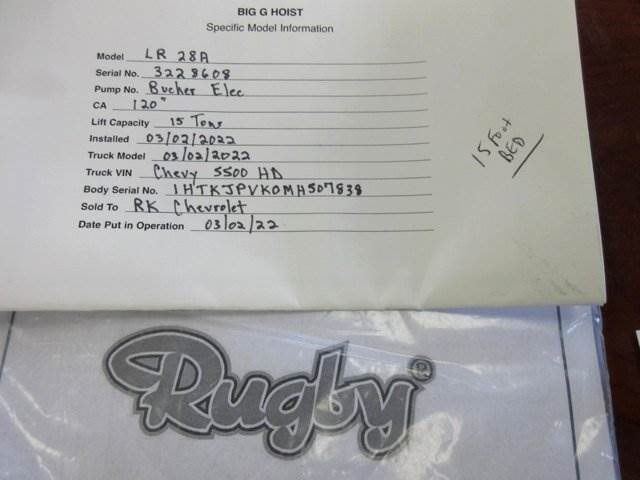 BIG G HOIST
Specific Model Information
Model LR 28A
Serial No. 3228608
Pump No. Bucher Elec
CA 120"
Lift Capacity 15 Tons
Installed 03/02/2022
Truck Model 03/02/2022
Truck VIN Chevy 5500 HD
Body Serial No. 1HTKJPVK0MH507838
Sold To RK Chevrolet
Date Put in Operation 03/02/22
15 Foot
BED
Rugby®